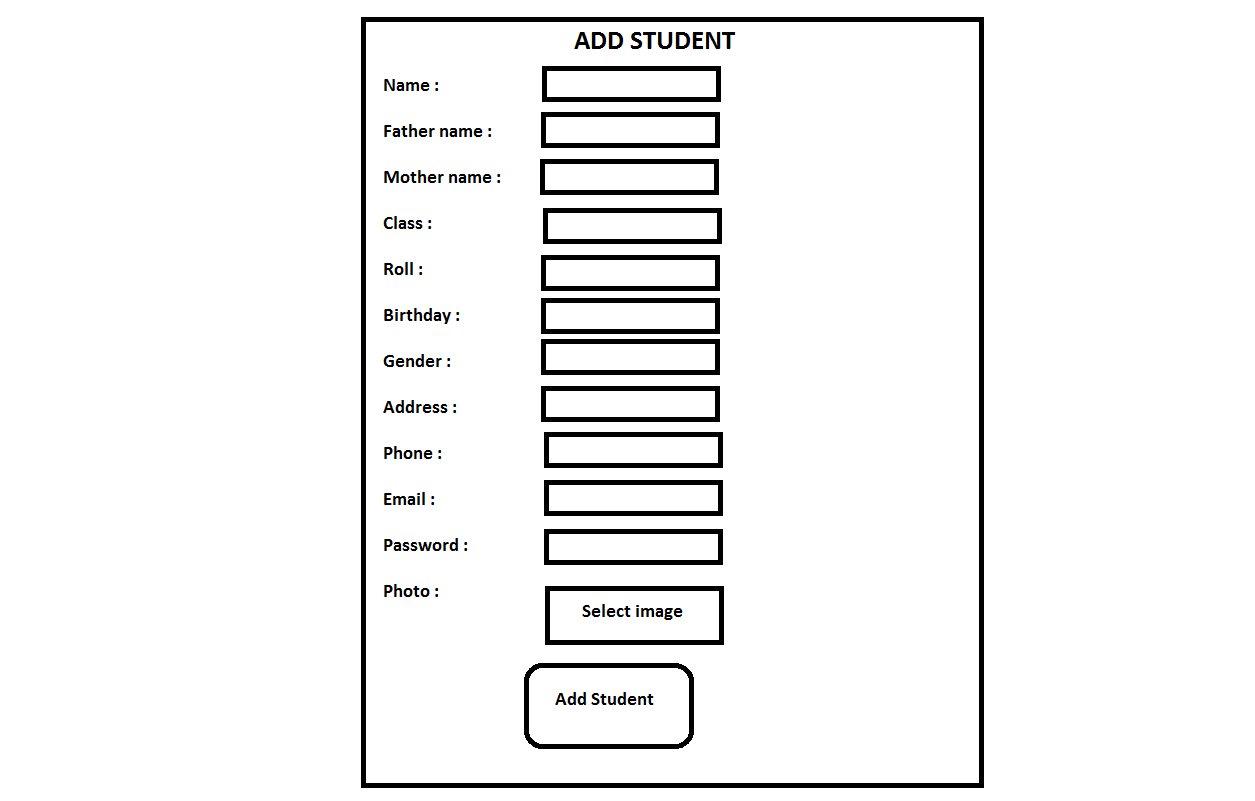 ADD STUDENT
Name :
Father name :
Mother name :
Class :
Roll :
Birthday :
Gender :
Address :
Phone :
Email :
Password :
Photo :
Select image
Add Student